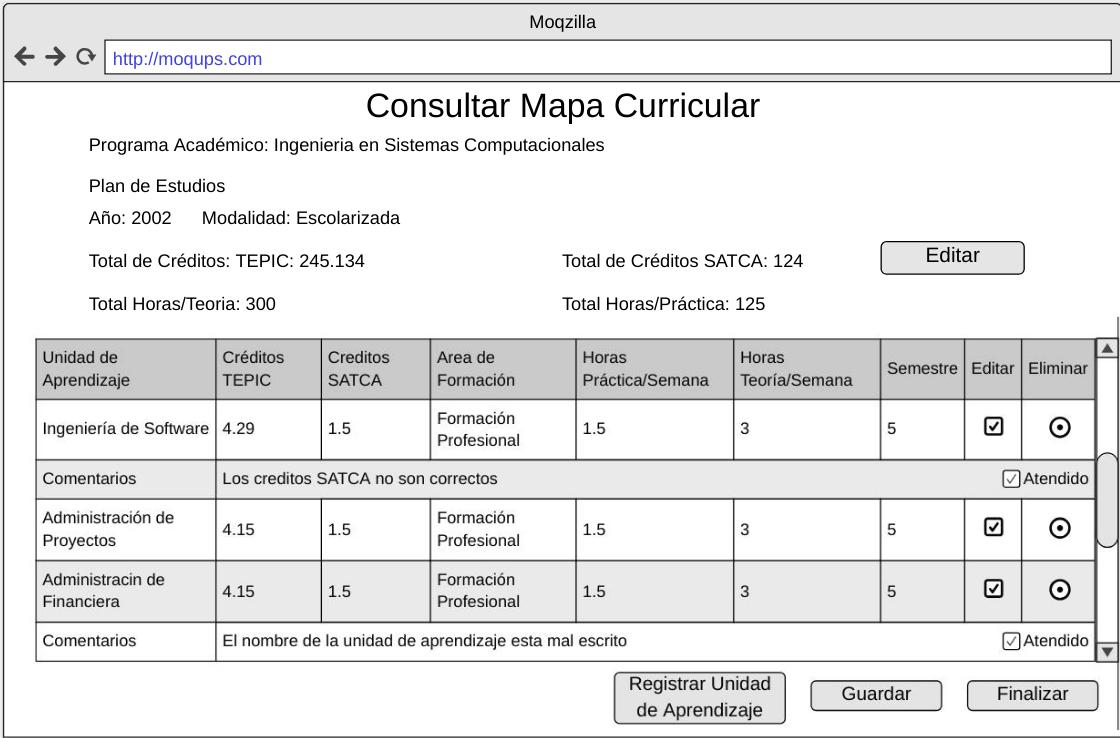 Moqzilla
http://moqups.com
Consultar Mapa Curricular
Programa Académico: Ingenieria en Sistemas Computacionales
Plan de Estudios
Año: 2002 Modalidad: Escolarizada
Total de Créditos: TEPIC: 245.134 Total de Créditos SATCA: 124 Editar
Total Horas/Teoria: 300 Total Horas/Práctica: 125
Unidad de Aprendizaje Créditos TEPIC Creditos SATCA Area de Formación Horas Práctica/Semana Horas Teoría/Semana Semestre Editar Eliminar
Ingeniería de Software 4.29 1.5 Formación Profesional 1.5 3 5
Comentarios Los creditos SATCA no son correctos Atendido
Administración de Proyectos 4.15 1.5 Formación Profesional 1.5 3 5
Administracin de Financiera 4.15 1.5 Formación Profesional 1.5 3 5
Comentarios El nombre de la unidad de aprendizaje esta mal escrito Atendido
Registrar Unidad de Aprendizaje Guardar Finalizar